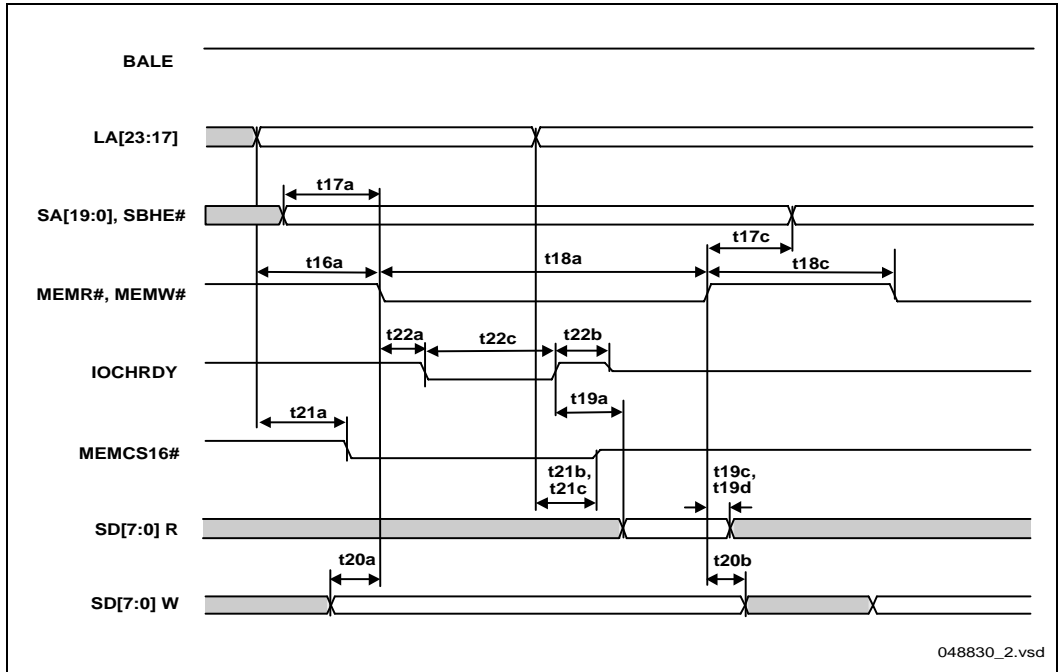 BALE
LA[23:17]
t17a
SA[19:0], SBHE#
t17c
t16a
t18a
t18c
MEMR#, MEMW#
t22a
t22c
t22b
IOCHRDY
t19a
t21a
MEMCS16#
t21b,
t21c
t19c,
t19d
SD[7:0] R
t20a
t20b
SD[7:0] W
048830_2.vsd